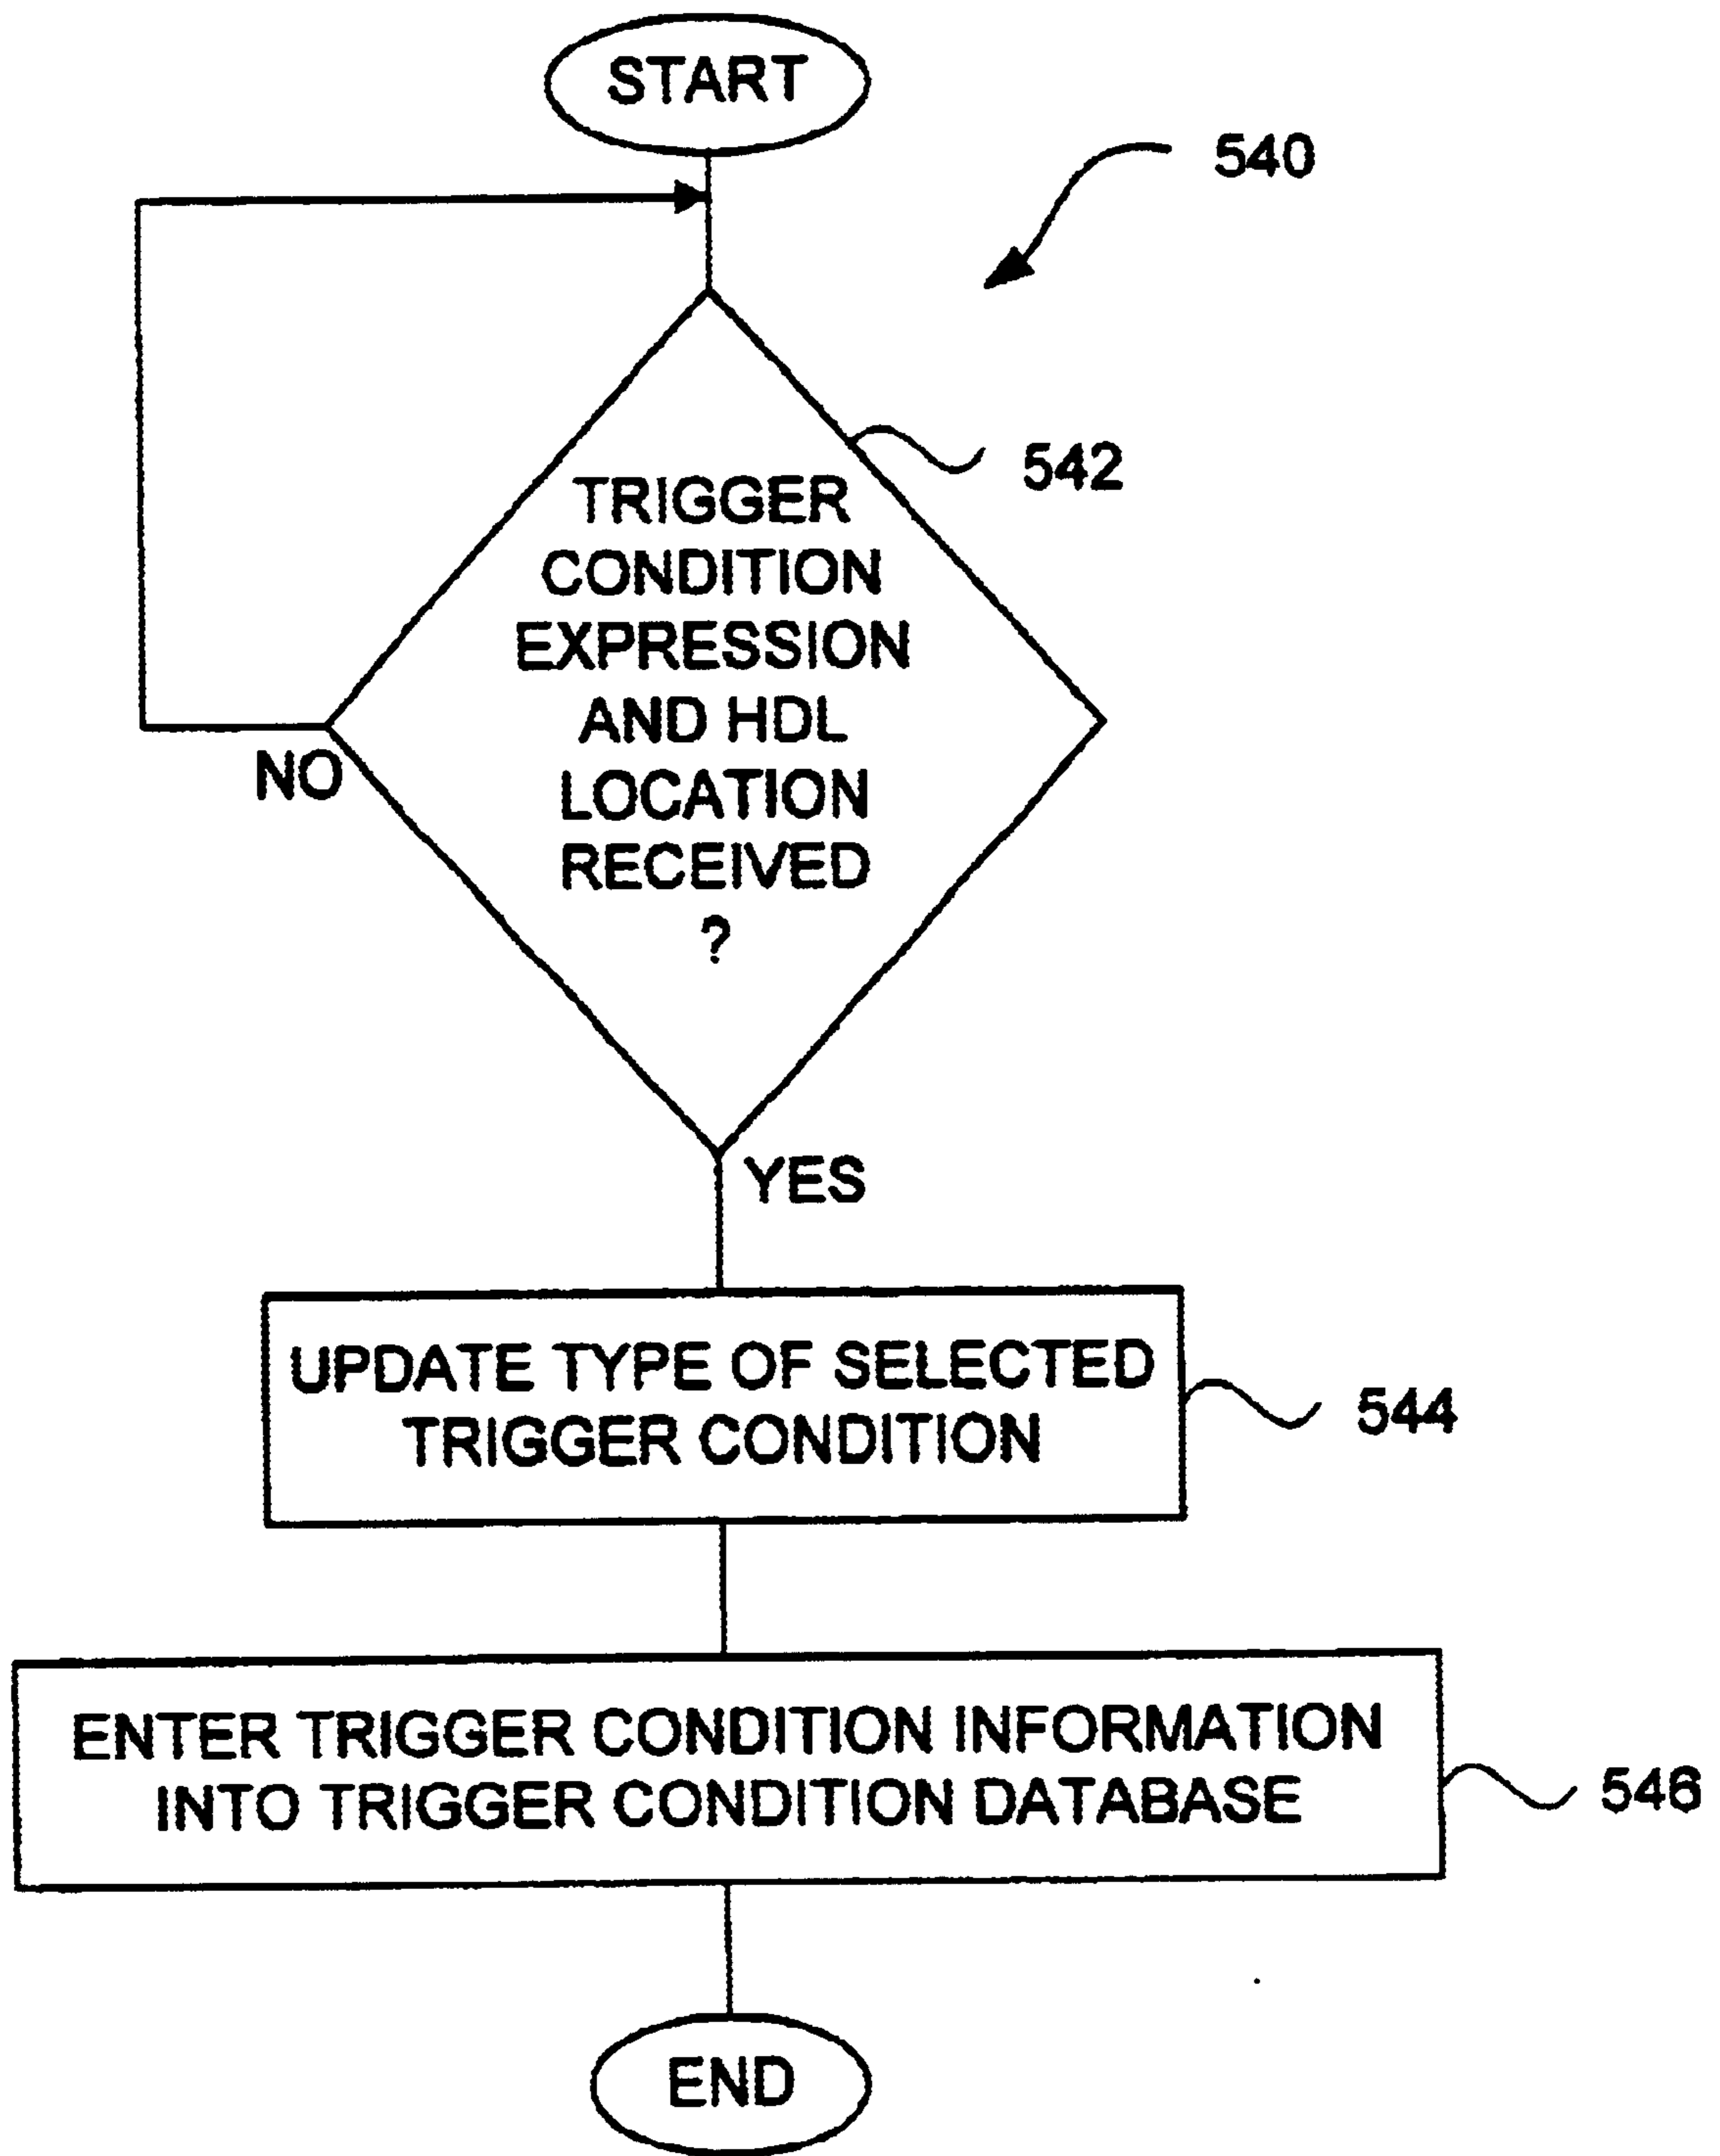 START
540
542
TRIGGER
CONDITION
EXPRESSION
AND HDL
LOCATION
RECEIVED
?
NO
YES
UPDATE TYPE OF SELECTED
TRIGGER CONDITION
544
ENTER TRIGGER CONDITION INFORMATION
INTO TRIGGER CONDITION DATABASE
546
END